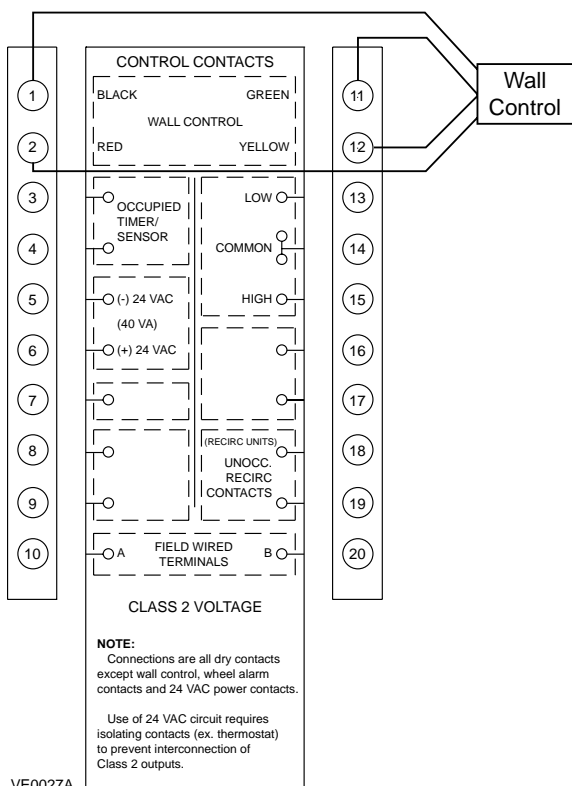 CONTROL CONTACTS
BLACK GREEN
WALL CONTROL
RED YELLOW
Wall
Control
1
2
3
4
5
6
7
8
9
10
OCCUPIED
TIMER/
SENSOR
(-) 24 VAC
(40 VA)
(+) 24 VAC
LOW
COMMON
HIGH
(RECIRC UNITS)
UNOCC.
RECIRC
CONTACTS
A FIELD WIRED B
TERMINALS
11
12
13
14
15
16
17
18
19
20
CLASS 2 VOLTAGE
NOTE:
Connections are all dry contacts
except wall control, wheel alarm
contacts and 24 VAC power contacts.
Use of 24 VAC circuit requires
isolating contacts (ex. thermostat)
to prevent interconnection of
Class 2 outputs.
VE0027A